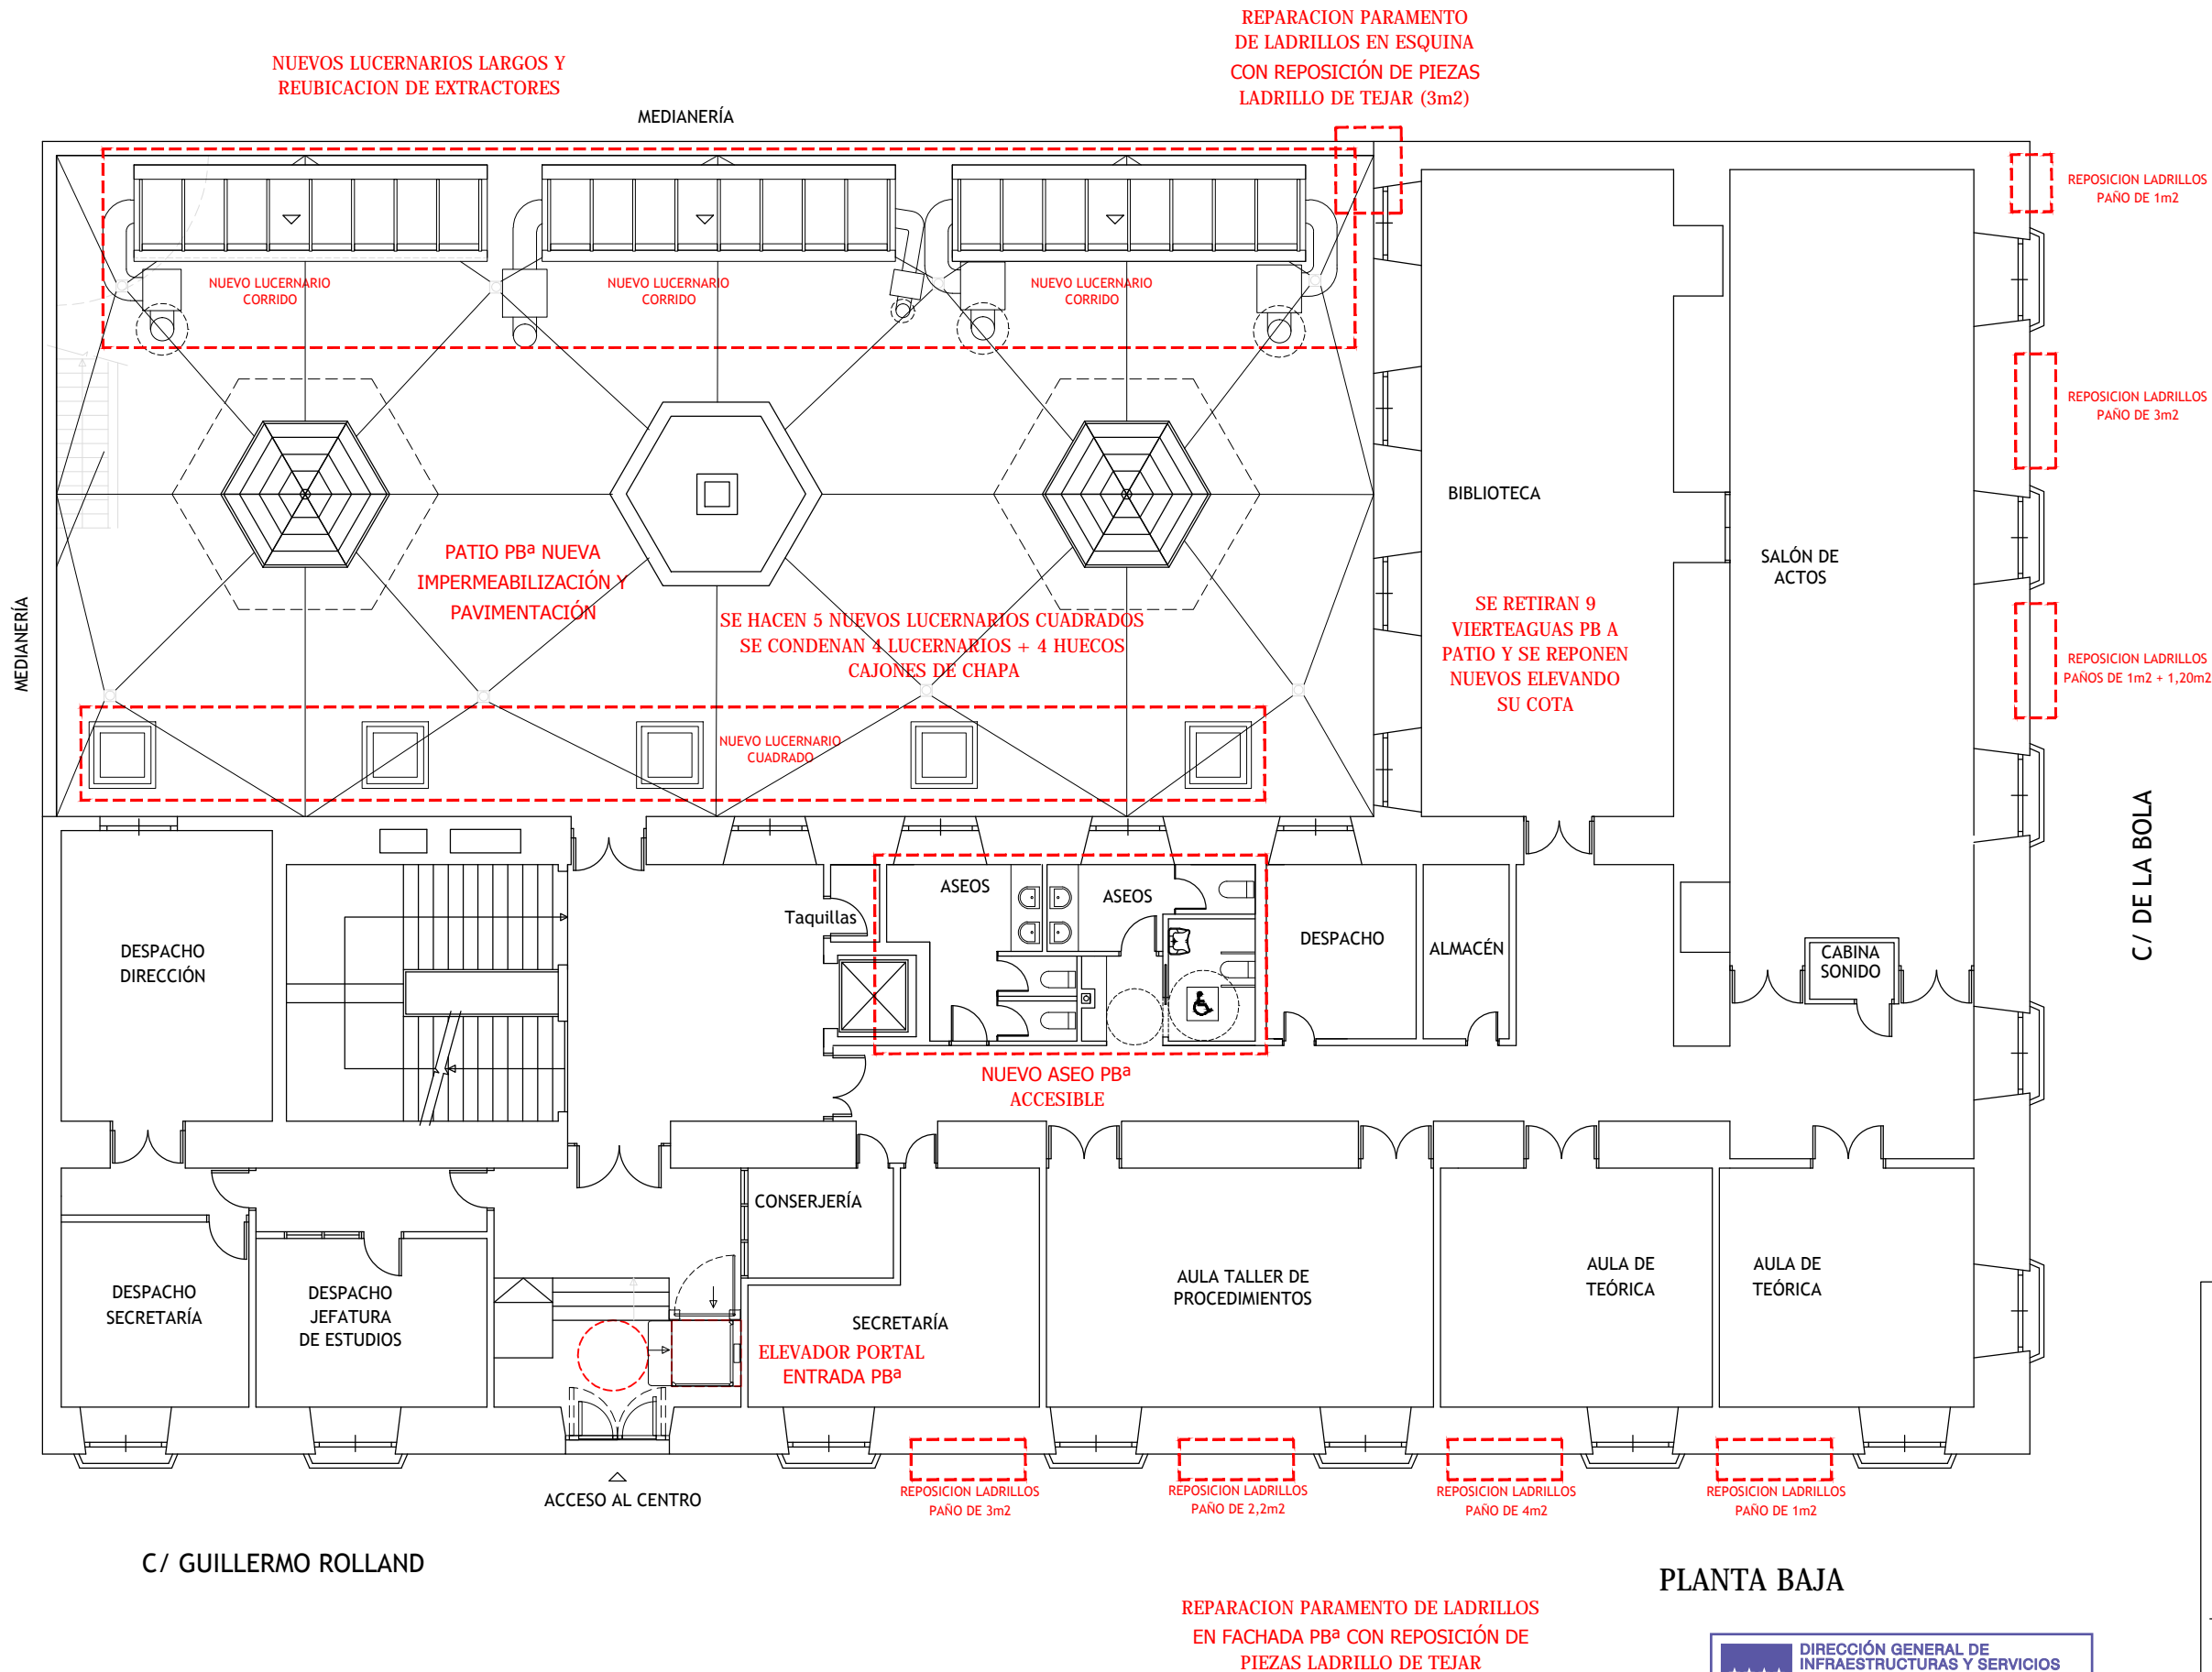 REPARACION PARAMENTO
DE LADRILLOS EN ESQUINA
CON REPOSICIÓN DE PIEZAS
LADRILLO DE TEJAR (3m2)
NUEVOS LUCERNARIOS LARGOS Y
REUBICACION DE EXTRACTORES
MEDIANERÍA
REPOSICION LADRILLOS
PAÑO DE 1m2
NUEVO LUCERNARIO
CORRIDO
NUEVO LUCERNARIO
CORRIDO
NUEVO LUCERNARIO
CORRIDO
REPOSICION LADRILLOS
PAÑO DE 3m2
BIBLIOTECA
SALÓN DE
ACTOS
PATIO PBª NUEVA
IMPERMEABILIZACIÓN Y
PAVIMENTACIÓN
MEDIANERÍA
SE HACEN 5 NUEVOS LUCERNARIOS CUADRADOS
SE CONDENAN 4 LUCERNARIOS + 4 HUECOS
CAJONES DE CHAPA
SE RETIRAN 9
VIERTEAGUAS PB A
PATIO Y SE REPONEN
NUEVOS ELEVANDO
SU COTA
REPOSICION LADRILLOS
PAÑOS DE 1m2 + 1,20m2
NUEVO LUCERNARIO
CUADRADO
C/ DE LA BOLA
DESPACHO
DIRECCIÓN
Taquillas
ASEOS
ASEOS
DESPACHO
ALMACÉN
CABINA
SONIDO
NUEVO ASEO PBª
ACCESIBLE
CONSERJERÍA
DESPACHO
SECRETARÍA
DESPACHO
JEFATURA
DE ESTUDIOS
SECRETARÍA
ELEVADOR PORTAL
ENTRADA PBª
AULA TALLER DE
PROCEDIMIENTOS
AULA DE
TEÓRICA
AULA DE
TEÓRICA
ACCESO AL CENTRO
REPOSICION LADRILLOS
PAÑO DE 3m2
REPOSICION LADRILLOS
PAÑO DE 2,2m2
REPOSICION LADRILLOS
PAÑO DE 4m2
REPOSICION LADRILLOS
PAÑO DE 1m2
C/ GUILLERMO ROLLAND
PLANTA BAJA
REPARACION PARAMENTO DE LADRILLOS
EN FACHADA PBª CON REPOSICIÓN DE
PIEZAS LADRILLO DE TEJAR
DIRECCIÓN GENERAL DE
INFRAESTRUCTURAS Y SERVICIOS